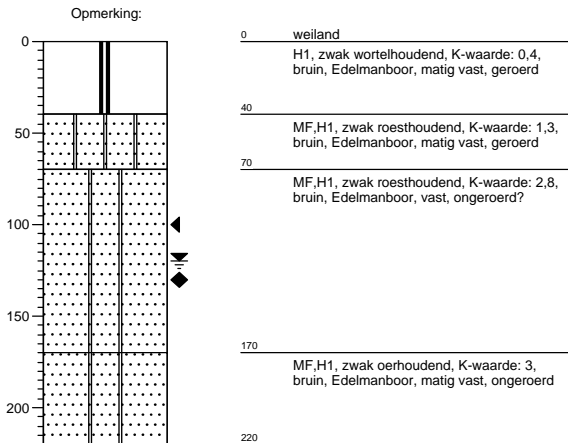 Opmerking:
0
50
100
150
200
0 weiland
H1, zwak wortelhoudend, K-waarde: 0,4,
bruin, Edelmanboor, matig vast, geroerd
40
MF,H1, zwak roesthoudend, K-waarde: 1,3,
bruin, Edelmanboor, matig vast, geroerd
70
MF,H1, zwak roesthoudend, K-waarde: 2,8,
bruin, Edelmanboor, vast, ongeroerd?
170
MF,H1, zwak oerhoudend, K-waarde: 3,
bruin, Edelmanboor, matig vast, ongeroerd
220